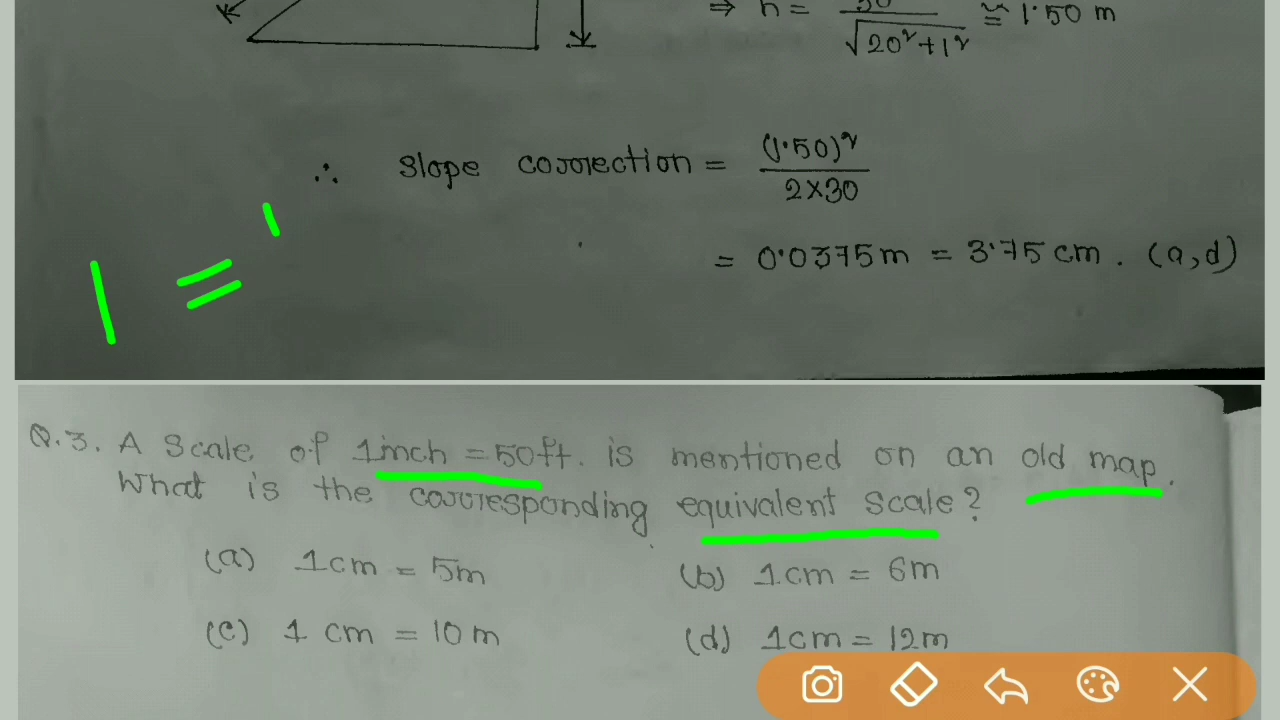 ⇒ h = 30 / √20²+1² ≅ 1.50 m
∴ Slope correction = (1.50)² / 2×30
= 0.0375m = 3.75 cm. (a,d)
1 = '
Q.3. A Scale of 1inch = 50ft. is mentioned on an old map.
What is the corresponding equivalent Scale?
(a) 1cm = 5m (b) 1cm = 6m
(c) 1 cm = 10 m (d) 1cm = 12m